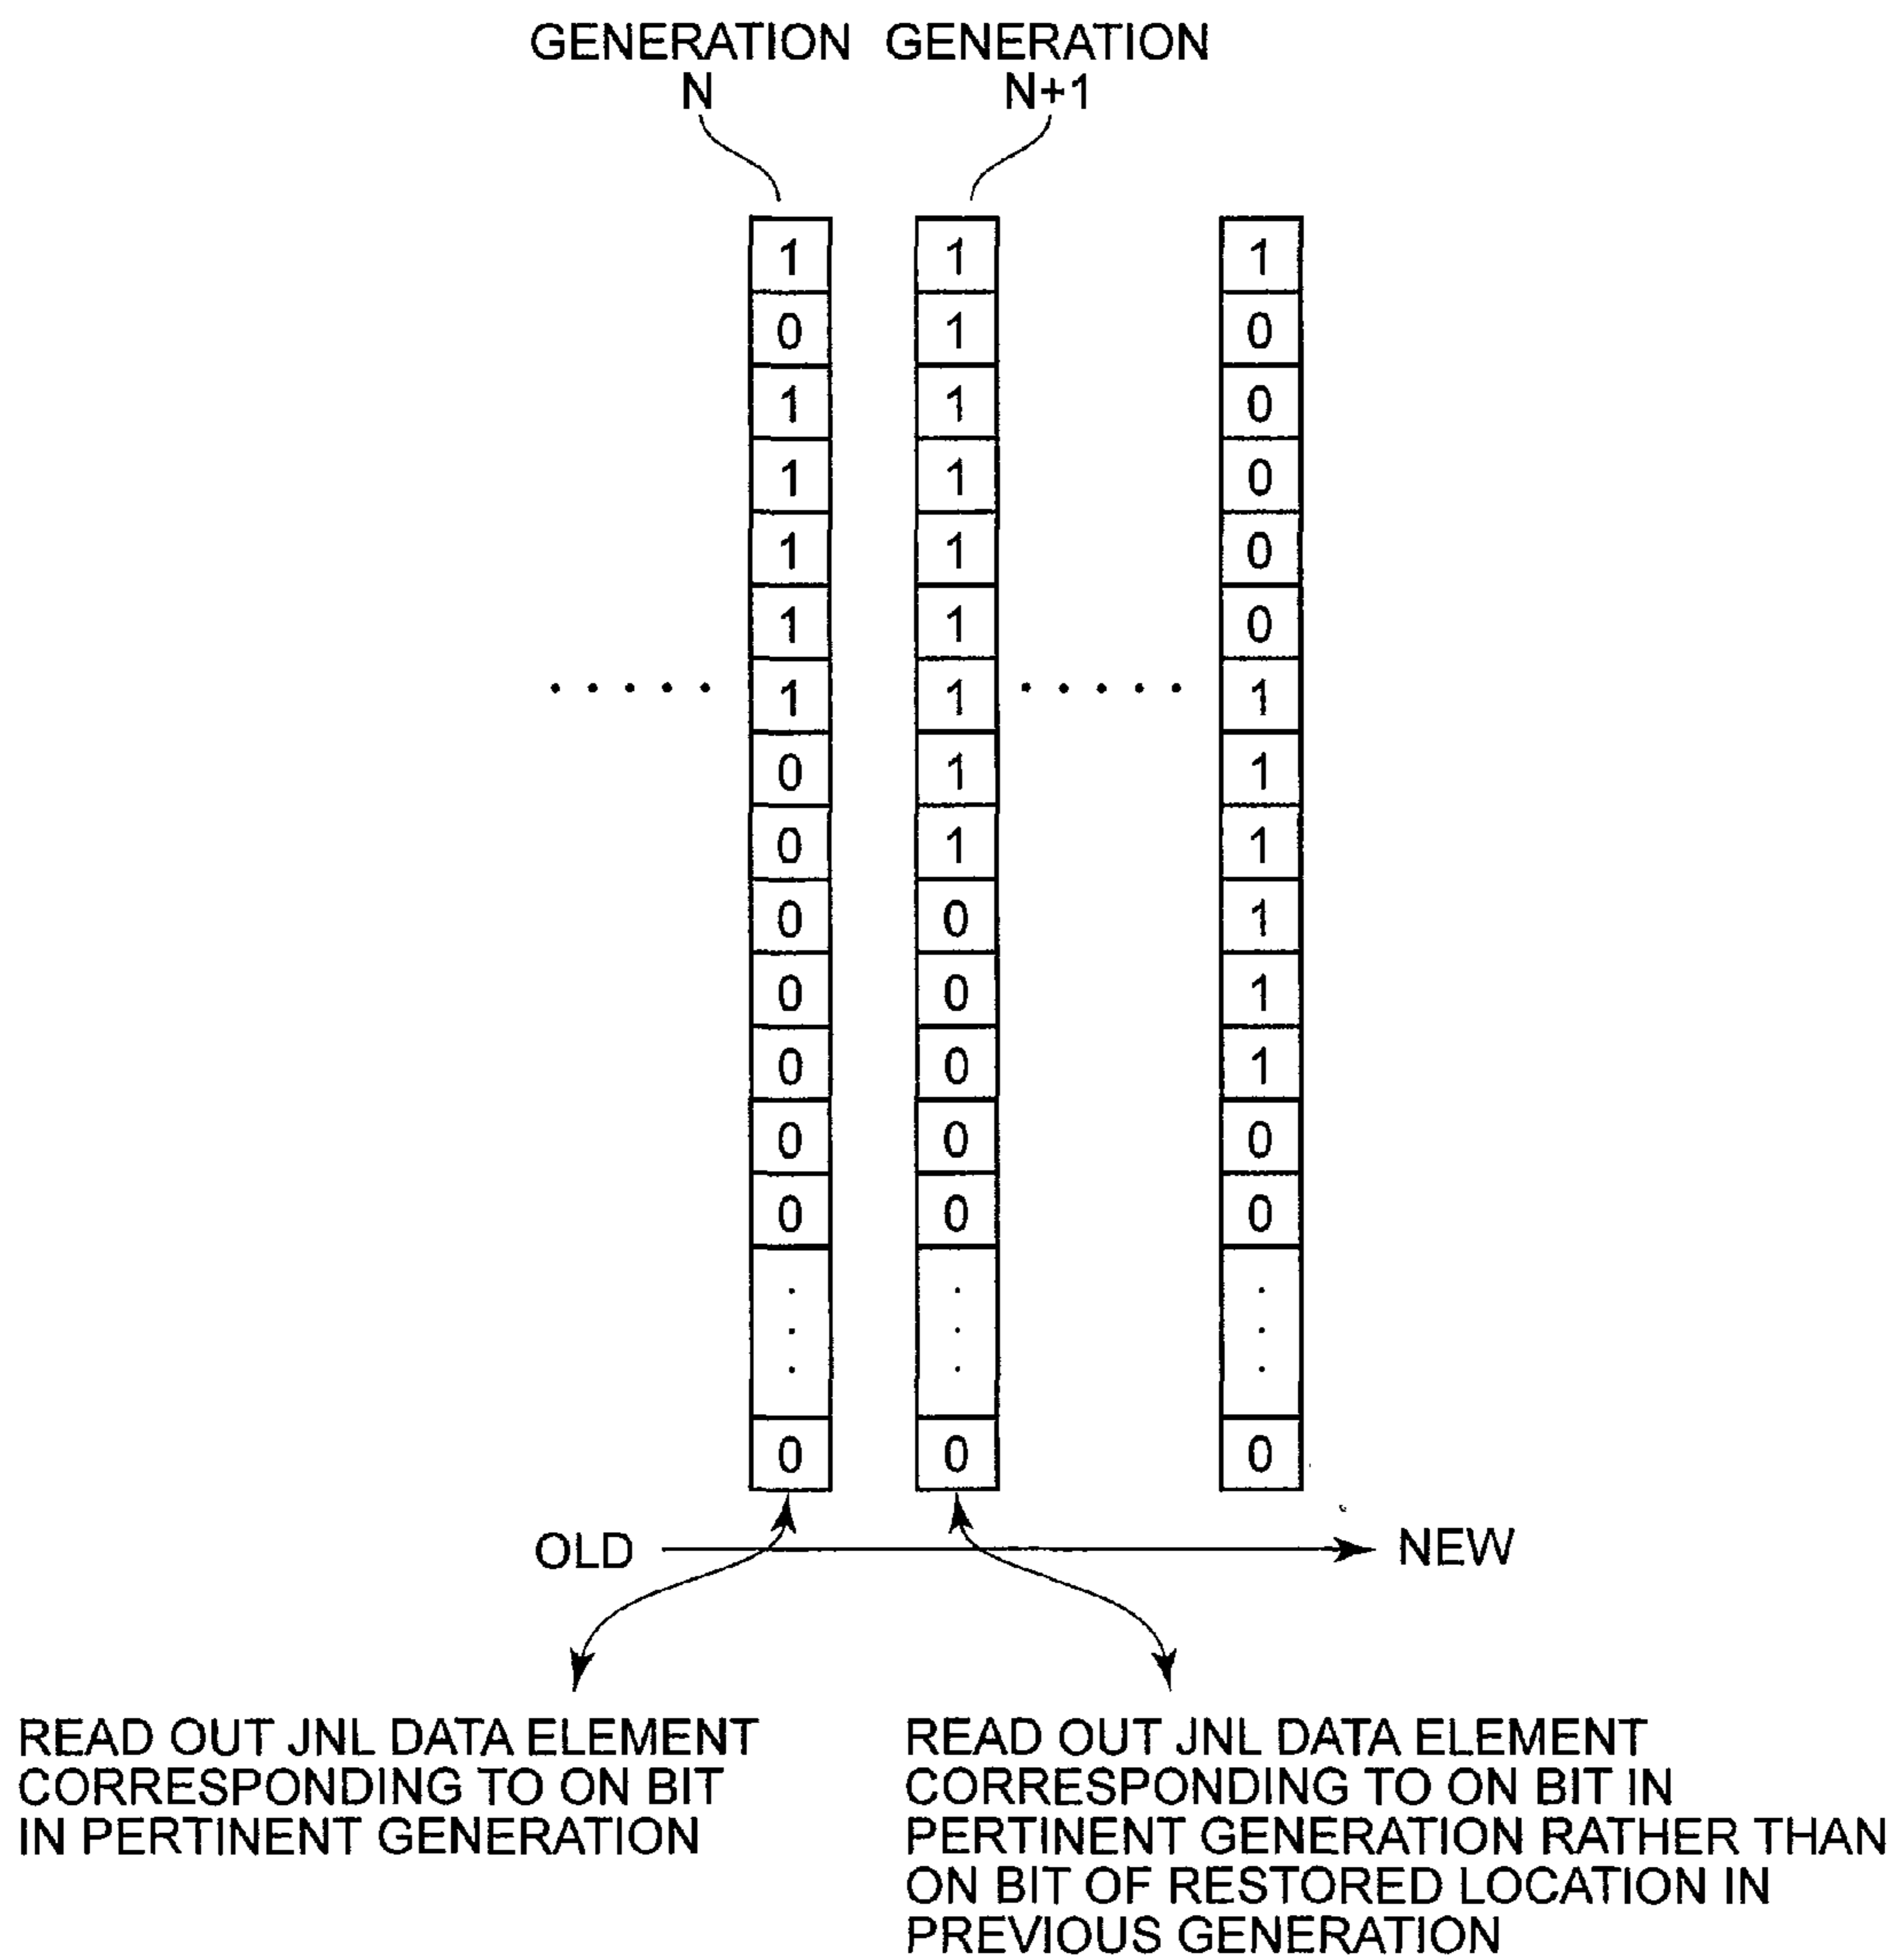 GENERATION GENERATION
N N+1
1 1 1
0 1 0
1 1 0
1 1 0
1 1 0
1 1 0
1 1 1
0 1 1
0 1 1
0 0 1
0 0 1
0 0 1
0 0 0
0 0 0
0 0 0
OLD NEW
READ OUT JNL DATA ELEMENT
CORRESPONDING TO ON BIT
IN PERTINENT GENERATION
READ OUT JNL DATA ELEMENT
CORRESPONDING TO ON BIT IN
PERTINENT GENERATION RATHER THAN
ON BIT OF RESTORED LOCATION IN
PREVIOUS GENERATION